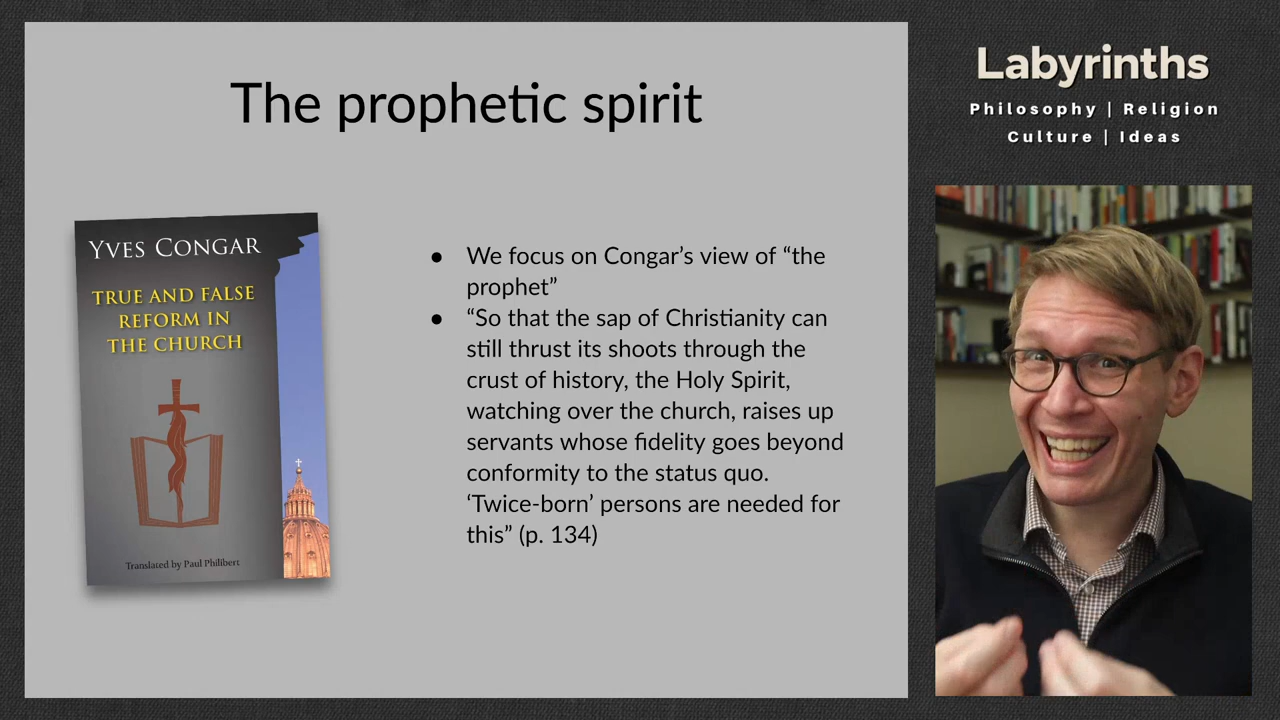 The prophetic spirit
YVES CONGAR
TRUE AND FALSE
REFORM IN
THE CHURCH
Translated by Paul Philibert
● We focus on Congar’s view of “the
prophet”
● “So that the sap of Christianity can
still thrust its shoots through the
crust of history, the Holy Spirit,
watching over the church, raises up
servants whose fidelity goes beyond
conformity to the status quo.
‘Twice-born’ persons are needed for
this” (p. 134)
Labyrinths
Philosophy | Religion
Culture | Ideas